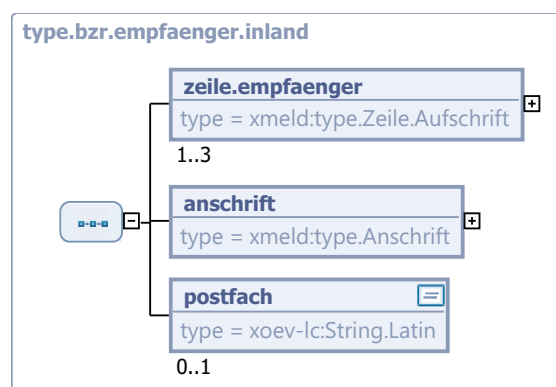 type.bzr.empfaenger.inland
zeile.empfaenger
type = xmeld:type.Zeile.Aufschrift
1..3
anschrift
type = xmeld:type.Anschrift
postfach
type = xoev-lc:String.Latin
0..1